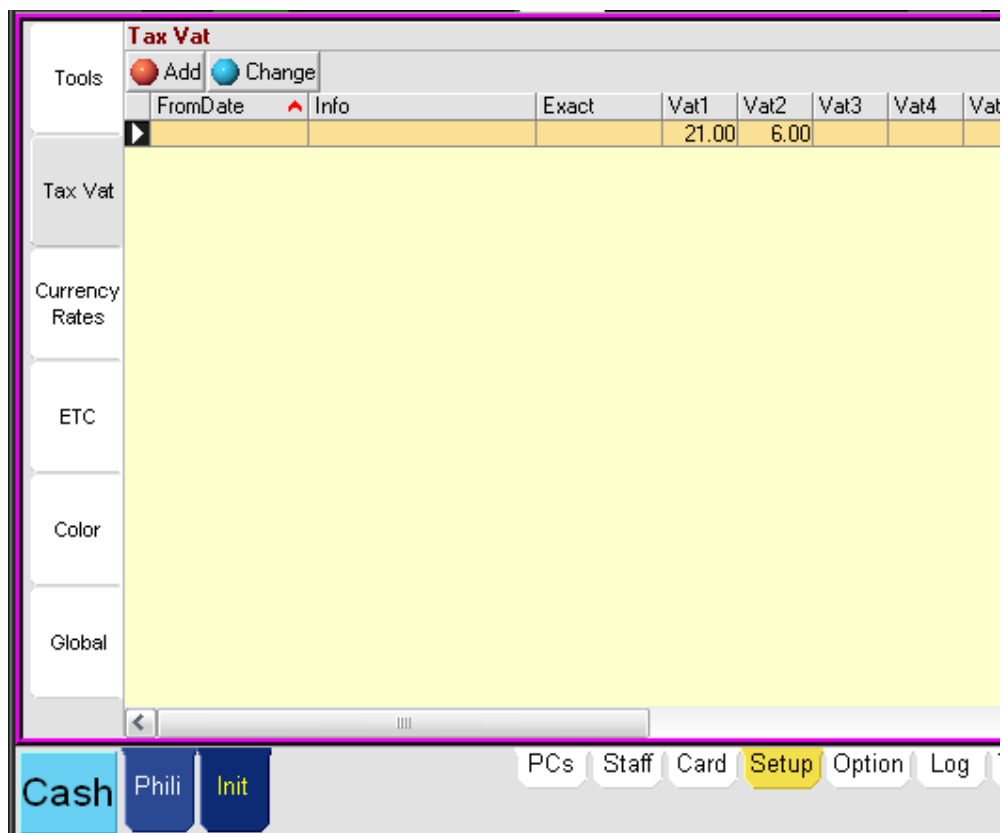 Tax Vat
Add Change
FromDate Info Exact Vat1 Vat2 Vat3 Vat4 Vat
21.00 6.00
Tools
Tax Vat
Currency
Rates
ETC
Color
Global
PCs Staff Card Setup Option Log
Cash Phili Init